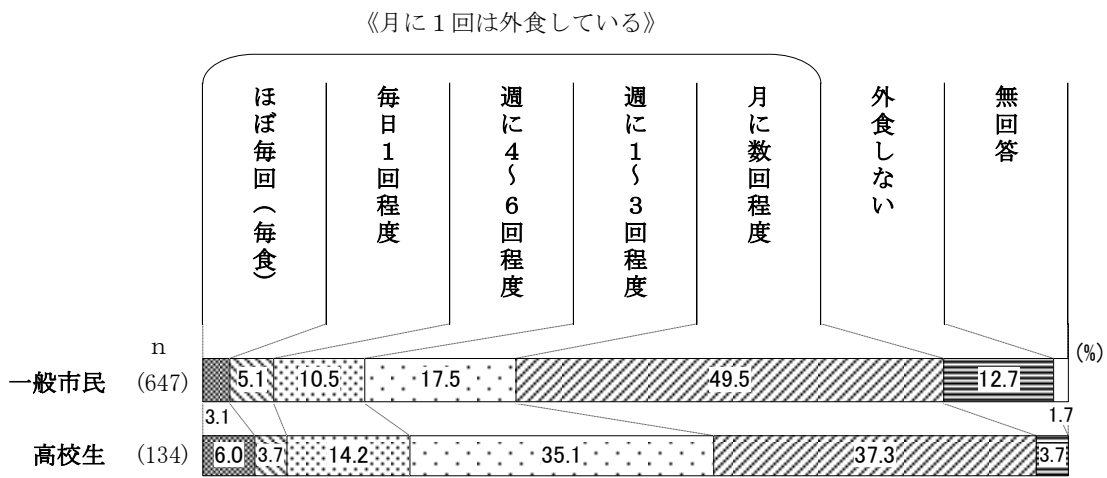 《月に１回は外食している》
ほぼ毎回（毎食）
毎日１回程度
週に４～６回程度
週に１～３回程度
月に数回程度
外食しない
無回答
n
(%)
一般市民 (647) 5.1 10.5 17.5 49.5 12.7
3.1 1.7
高校生 (134) 6.0 3.7 14.2 35.1 37.3 3.7